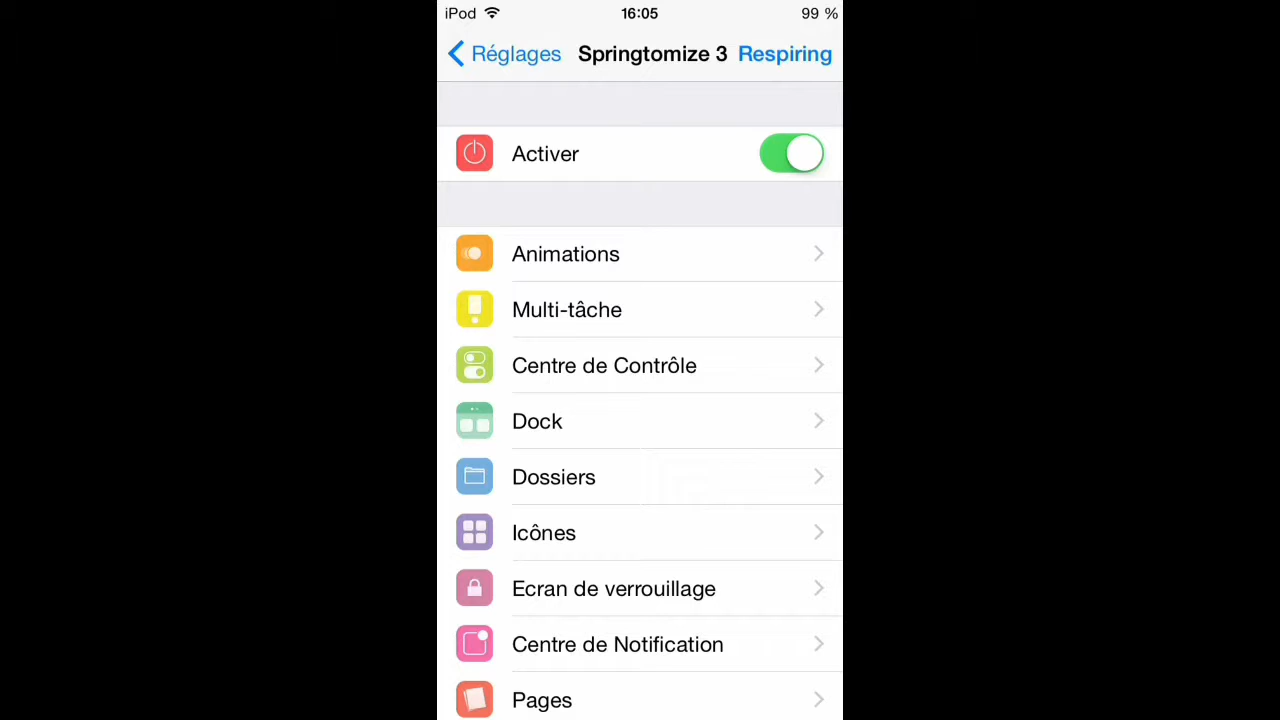 iPod 16:05 99 %
Réglages Springtomize 3 Respiring
Activer
Animations
Multi-tâche
Centre de Contrôle
Dock
Dossiers
Icônes
Ecran de verrouillage
Centre de Notification
Pages